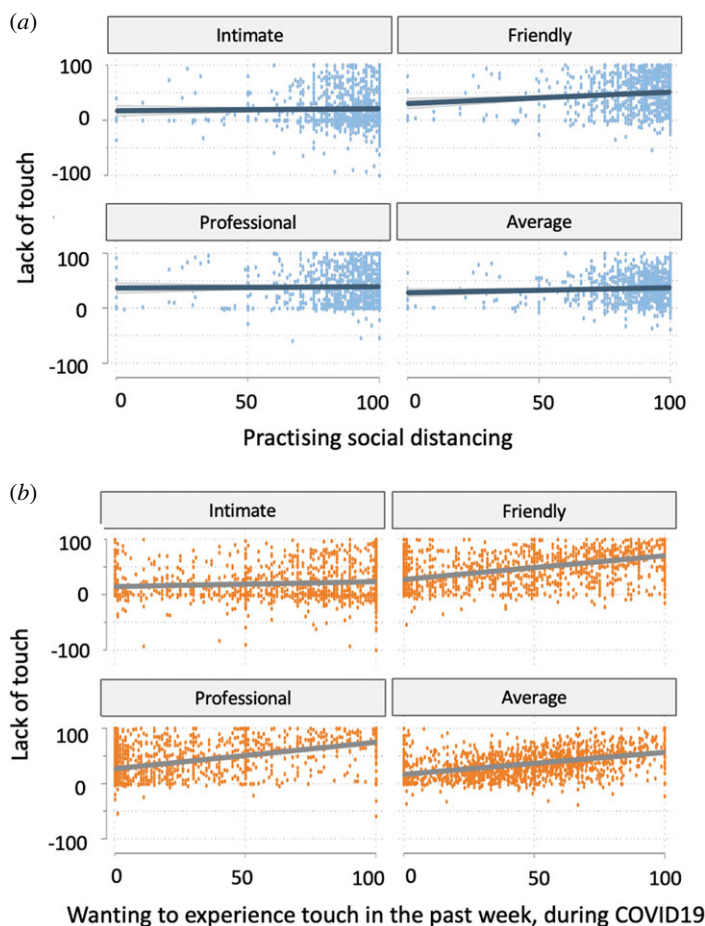 (a)
Intimate
Friendly
100
0
-100
Professional
Average
100
0
-100
Lack of touch
0 50 100 0 50 100
Practising social distancing
(b)
Intimate
Friendly
100
0
-100
Professional
Average
100
0
-100
Lack of touch
0 50 100 0 50 100
Wanting to experience touch in the past week, during COVID19